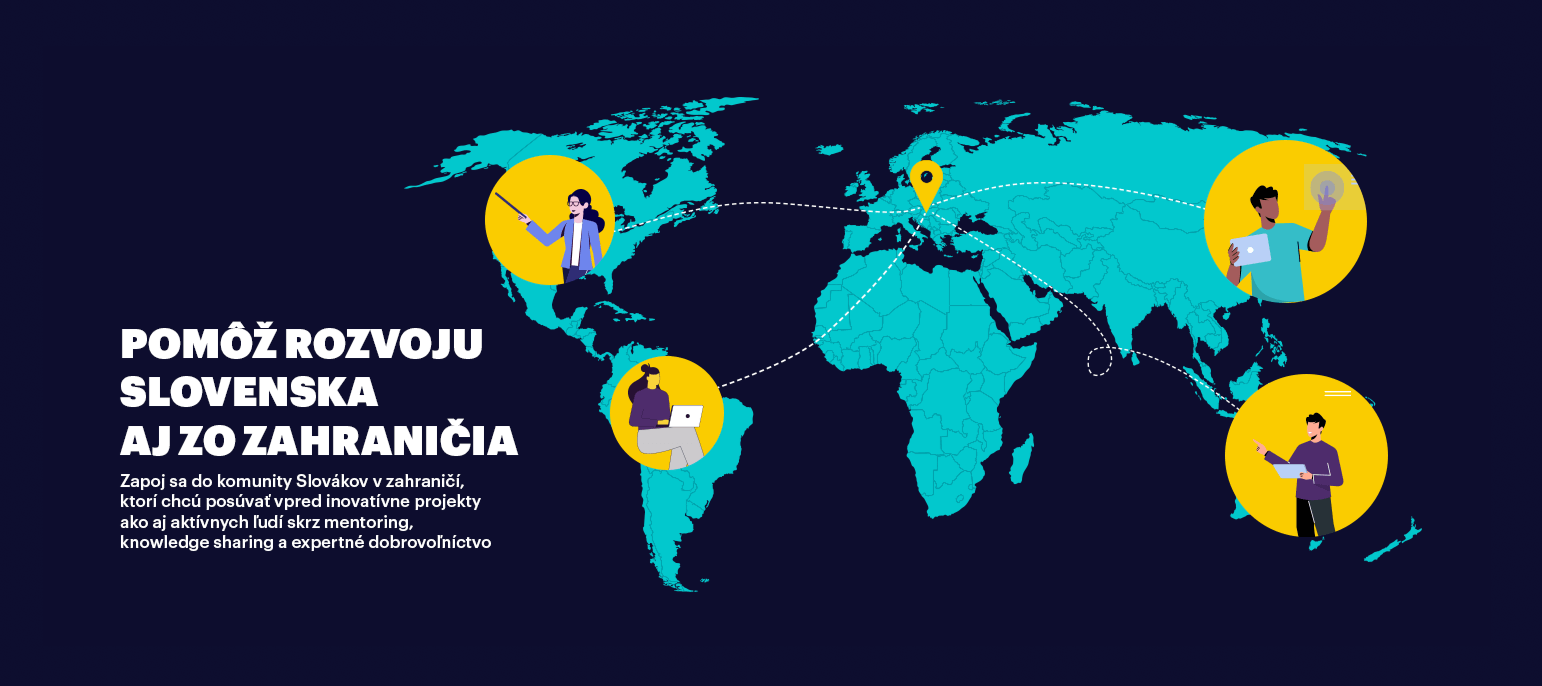 POMÔŽ ROZVOJU
SLOVENSKA
AJ ZO ZAHRANIČIA
Zapoj sa do komunity Slovákov v zahraničí,
ktorí chcú posúvať vpred inovatívne projekty
ako aj aktívnych ľudí skrz mentoring,
knowledge sharing a expertné dobrovoľníctvo